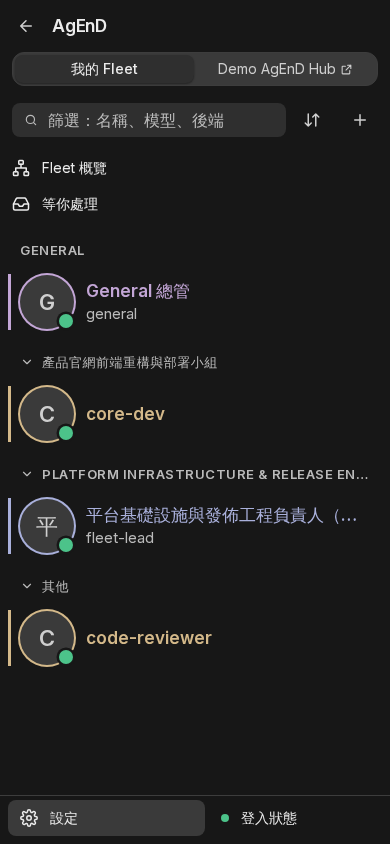 AgEnD
我的 Fleet
Demo AgEnD Hub
篩選：名稱、模型、後端
Fleet 概覽
等你處理
GENERAL
G
General 總管
general
產品官網前端重構與部署小組
C
core-dev
PLATFORM INFRASTRUCTURE & RELEASE EN...
平
平台基礎設施與發佈工程負責人（...
fleet-lead
其他
C
code-reviewer
設定
登入狀態